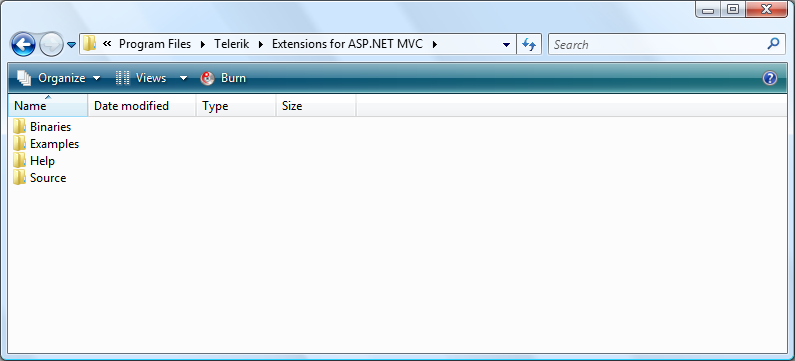 « Program Files Telerik Extensions for ASP.NET MVC Search
Organize Views Burn ?
Name Date modified Type Size
Binaries
Examples
Help
Source